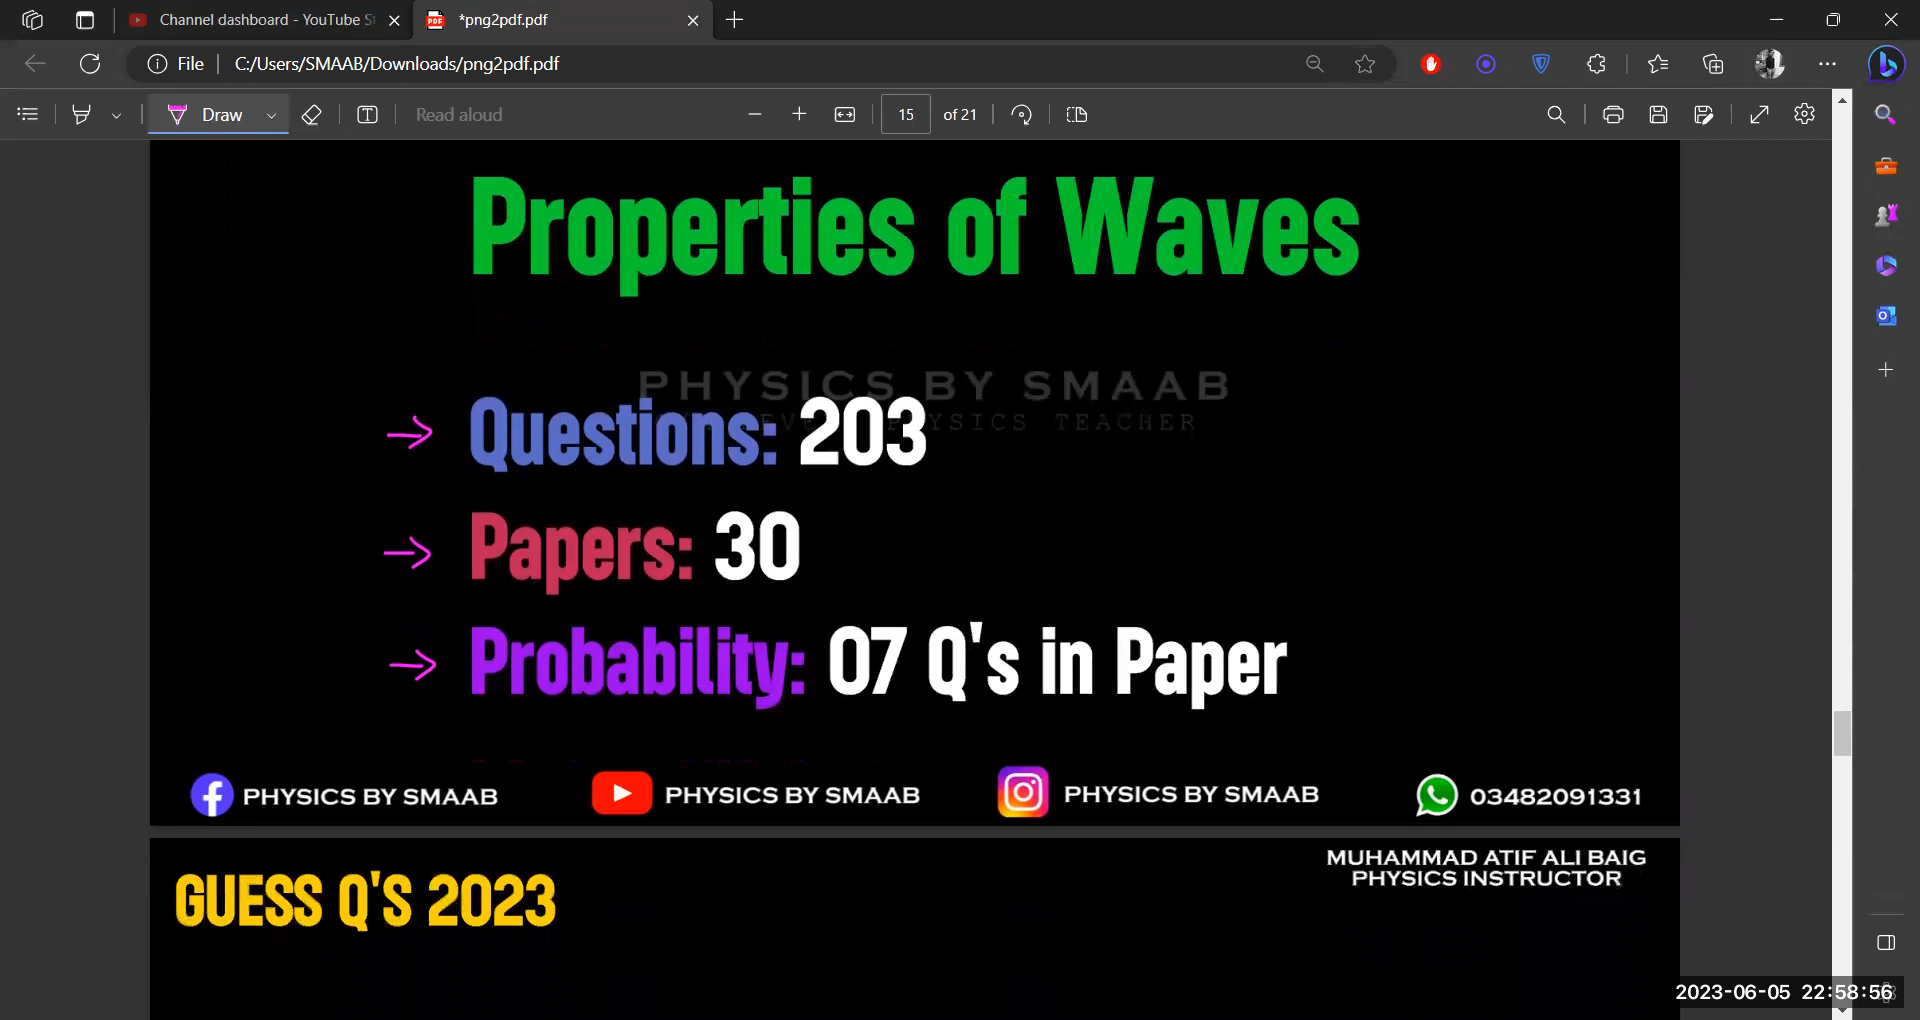 Channel dashboard - YouTube S
*png2pdf.pdf
File
C:/Users/SMAAB/Downloads/png2pdf.pdf
Draw
Read aloud
15 of 21
Properties of Waves
PHYSICS BY SMAAB
PHYSICS TEACHER
Questions: 203
Papers: 30
Probability: 07 Q's in Paper
PHYSICS BY SMAAB
PHYSICS BY SMAAB
PHYSICS BY SMAAB
03482091331
MUHAMMAD ATIF ALI BAIG
PHYSICS INSTRUCTOR
GUESS Q'S 2023
2023-06-05 22:58:56